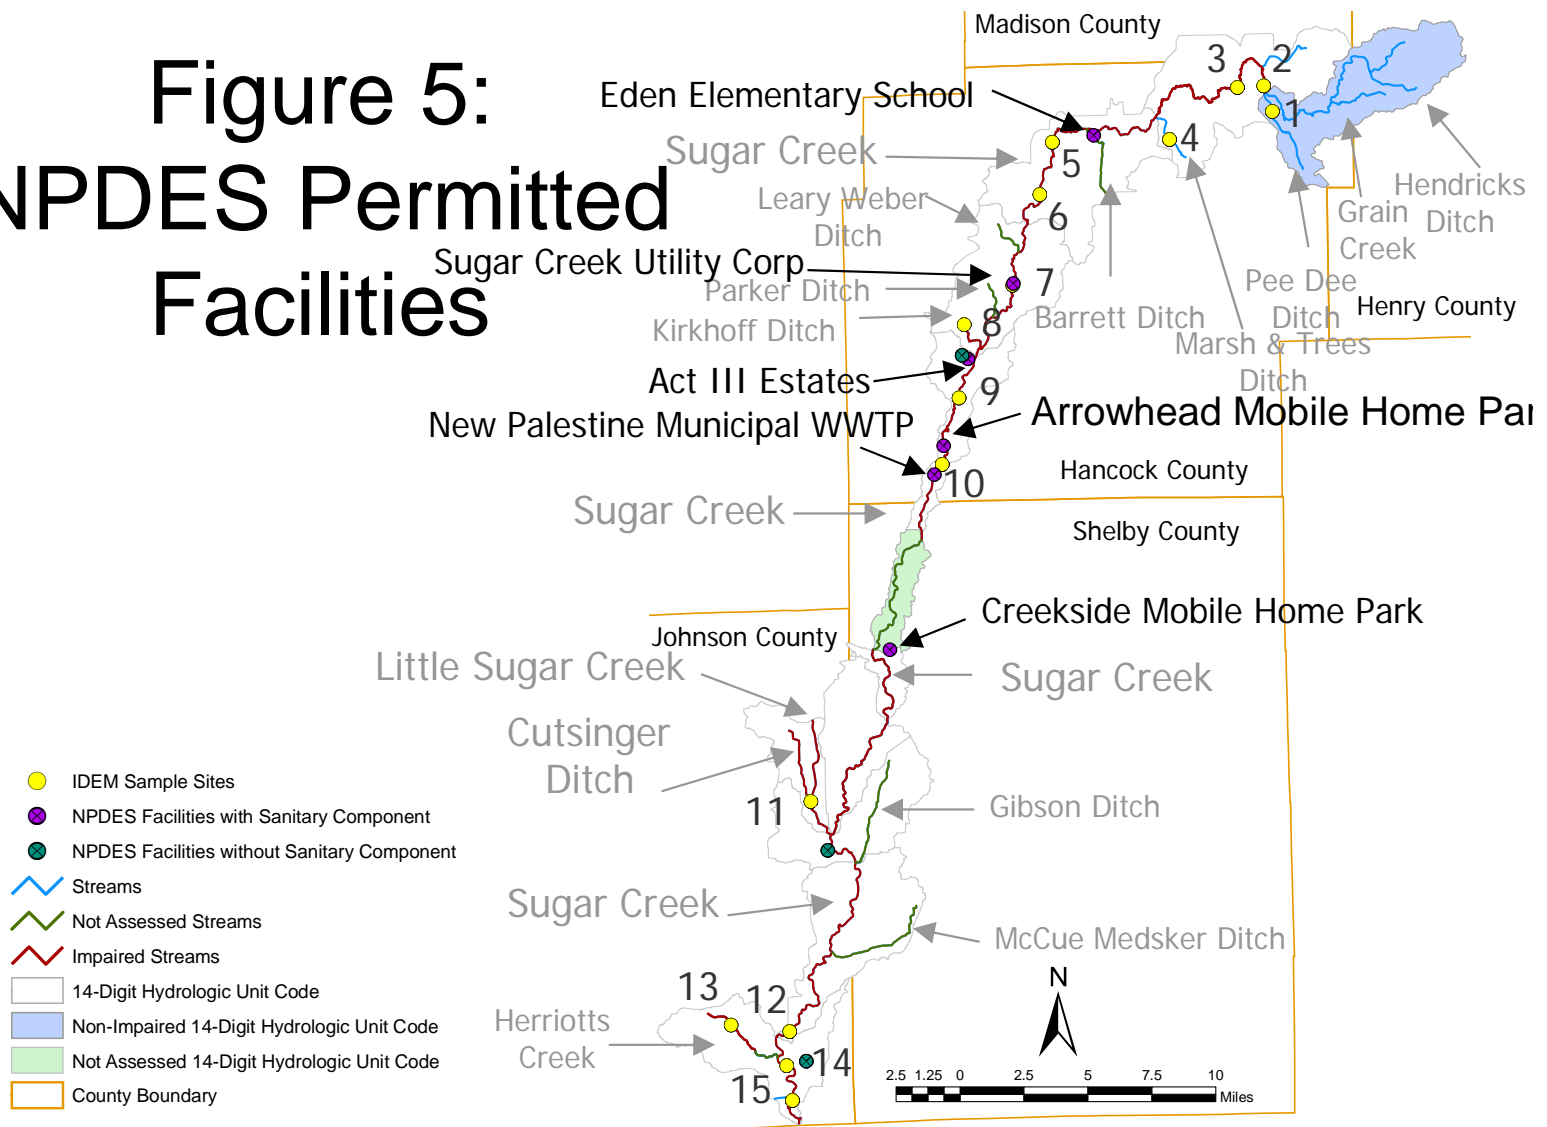 Figure 5:
NPDES Permitted
Facilities
Madison County
3
2
Eden Elementary School
1
4
Sugar Creek
5
Hendricks
Ditch
Leary Weber
Ditch
6
Grain
Creek
Sugar Creek Utility Corp
7
Pee Dee
Ditch
Parker Ditch
Henry County
Kirkhoff Ditch
8
Barrett Ditch
Marsh & Trees
Ditch
Act III Estates
9
Arrowhead Mobile Home Par
New Palestine Municipal WWTP
Hancock County
10
Sugar Creek
Shelby County
Creekside Mobile Home Park
Johnson County
Little Sugar Creek
Sugar Creek
Cutsinger
Ditch
11
Gibson Ditch
Sugar Creek
McCue Medsker Ditch
13
12
Herriotts
Creek
14
15
IDEM Sample Sites
NPDES Facilities with Sanitary Component
NPDES Facilities without Sanitary Component
Streams
Not Assessed Streams
Impaired Streams
14-Digit Hydrologic Unit Code
Non-Impaired 14-Digit Hydrologic Unit Code
Not Assessed 14-Digit Hydrologic Unit Code
County Boundary
N
2.5 1.25 0 2.5 5 7.5 10
Miles